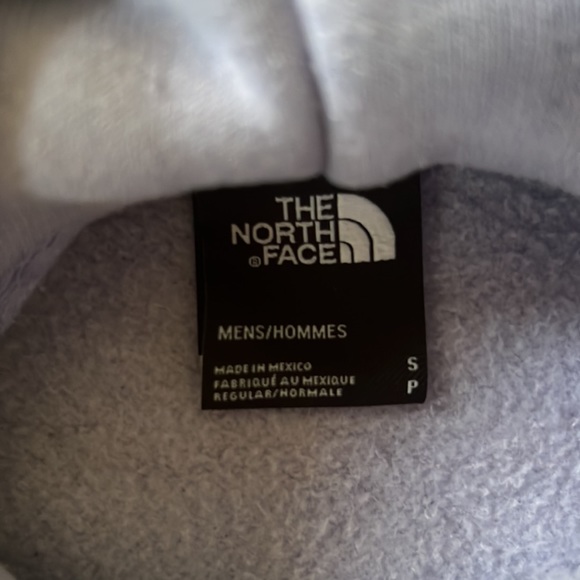 THE
NORTH
®FACE
MENS/HOMMES
MADE IN MEXICO
FABRIQUÉ AU MEXIQUE
REGULAR/NORMALE
S
P